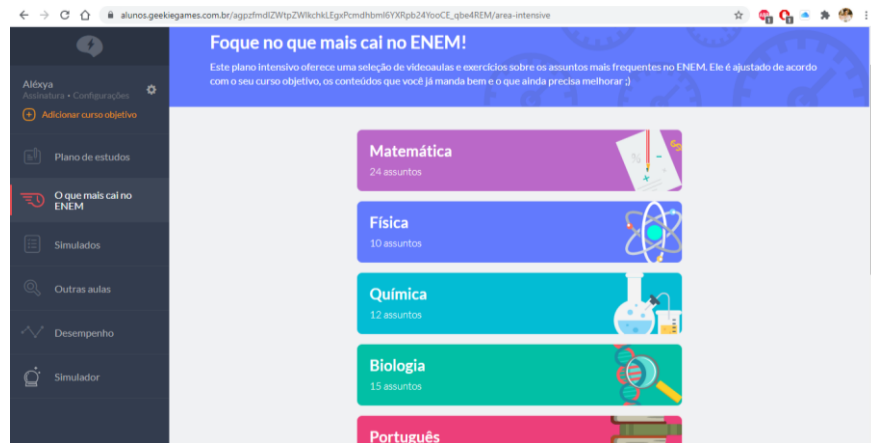 alunos.geekiegames.com.br/agpzfmdlZWtpZWlkchkLEgxPcmdhbml6YXRpb24YooCE_qbe4REM/area-intensive
Aléxya
Assinatura • Configurações
Adicionar curso objetivo
Plano de estudos
O que mais cai no
ENEM
Simulados
Outras aulas
Desempenho
Simulador
Foque no que mais cai no ENEM!
Este plano intensivo oferece uma seleção de videoaulas e exercícios sobre os assuntos mais frequentes no ENEM. Ele é ajustado de acordo
com o seu curso objetivo, os conteúdos que você já manda bem e o que ainda precisa melhorar ;)
Matemática
24 assuntos
Física
10 assuntos
Química
12 assuntos
Biologia
15 assuntos
Português